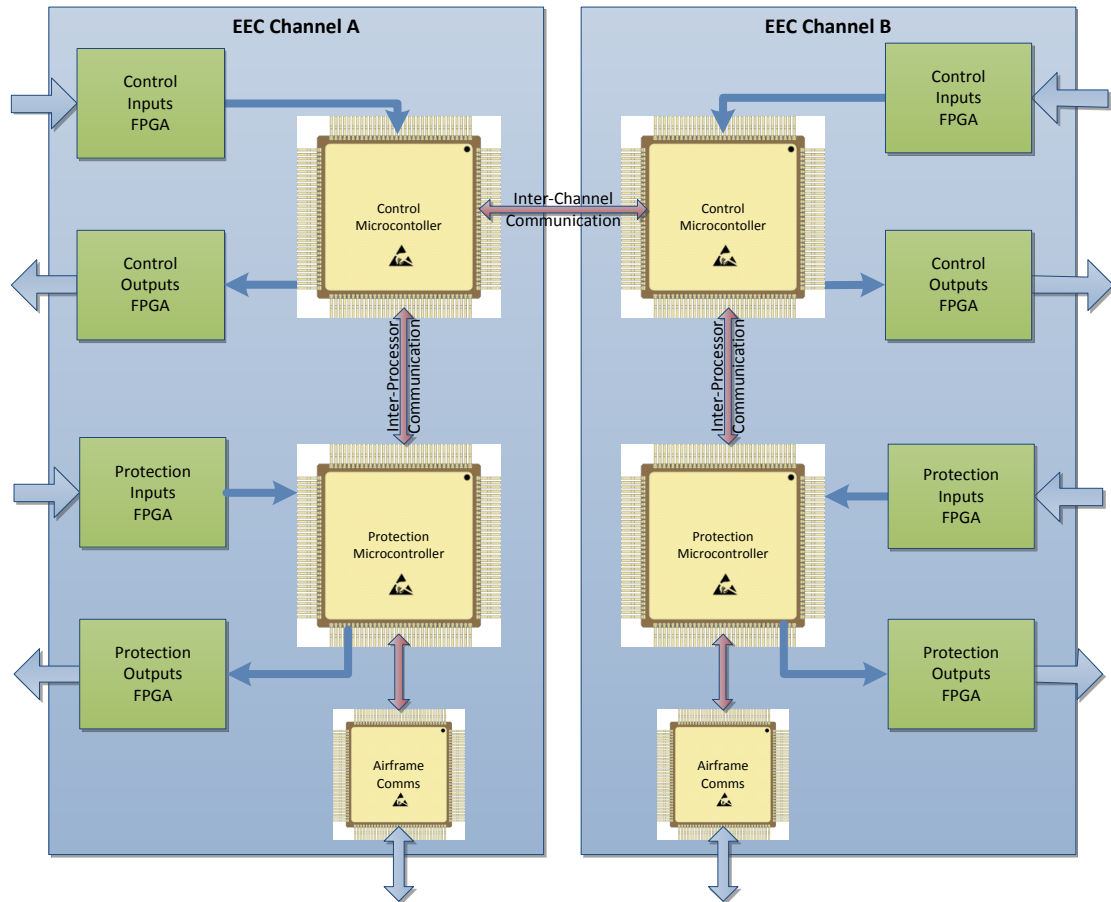 EEC Channel A
Control
Inputs
FPGA
Control
Microcontoller
Control
Outputs
FPGA
Inter-Processor
Communication
Protection
Inputs
FPGA
Protection
Microcontroller
Protection
Outputs
FPGA
Airframe
Comms
Inter-Channel
Communication
EEC Channel B
Control
Inputs
FPGA
Control
Microcontroller
Control
Outputs
FPGA
Inter-Processor
Communication
Protection
Inputs
FPGA
Protection
Microcontroller
Protection
Outputs
FPGA
Airframe
Comms